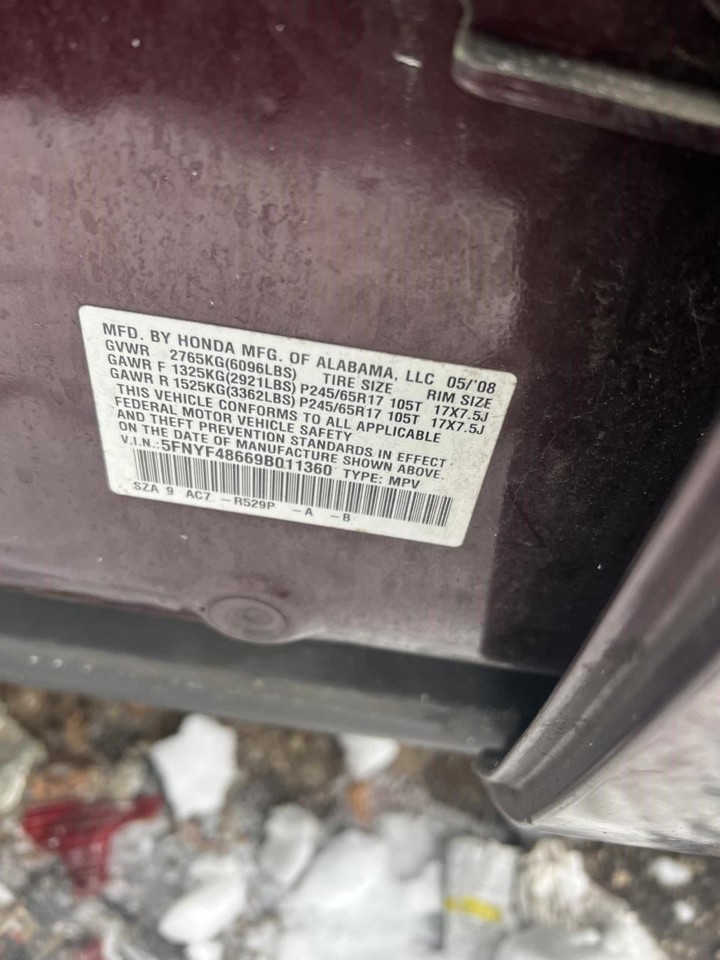 MFD. BY HONDA MFG. OF ALABAMA, LLC 05/'08
GVWR 2765KG(6096LBS) TIRE SIZE RIM SIZE
GAWR F 1325KG(2921LBS) P245/65R17 105T 17X7.5J
GAWR R 1525KG(3362LBS) P245/65R17 105T 17X7.5J
THIS VEHICLE CONFORMS TO ALL APPLICABLE
FEDERAL MOTOR VEHICLE SAFETY
AND THEFT PREVENTION STANDARDS IN EFFECT
ON THE DATE OF MANUFACTURE SHOWN ABOVE.
V.I.N.:5FNYF48669B011360 TYPE: MPV
SZA 9 AC7 -R529P -A -B